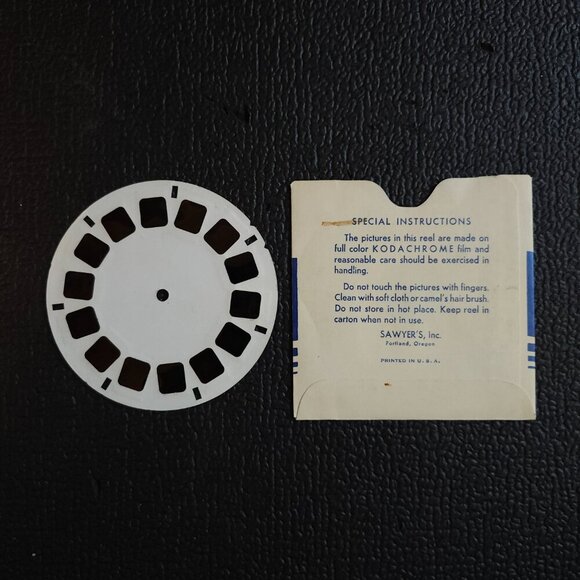 SPECIAL INSTRUCTIONS
The pictures in this reel are made on
full color KODACHROME film and
reasonable care should be exercised in
handling.
Do not touch the pictures with fingers.
Clean with soft cloth or camel's hair brush.
Do not store in hot place. Keep reel in
carton when not in use.
SAWYER'S, Inc.
Portland, Oregon
PRINTED IN U. S. A.